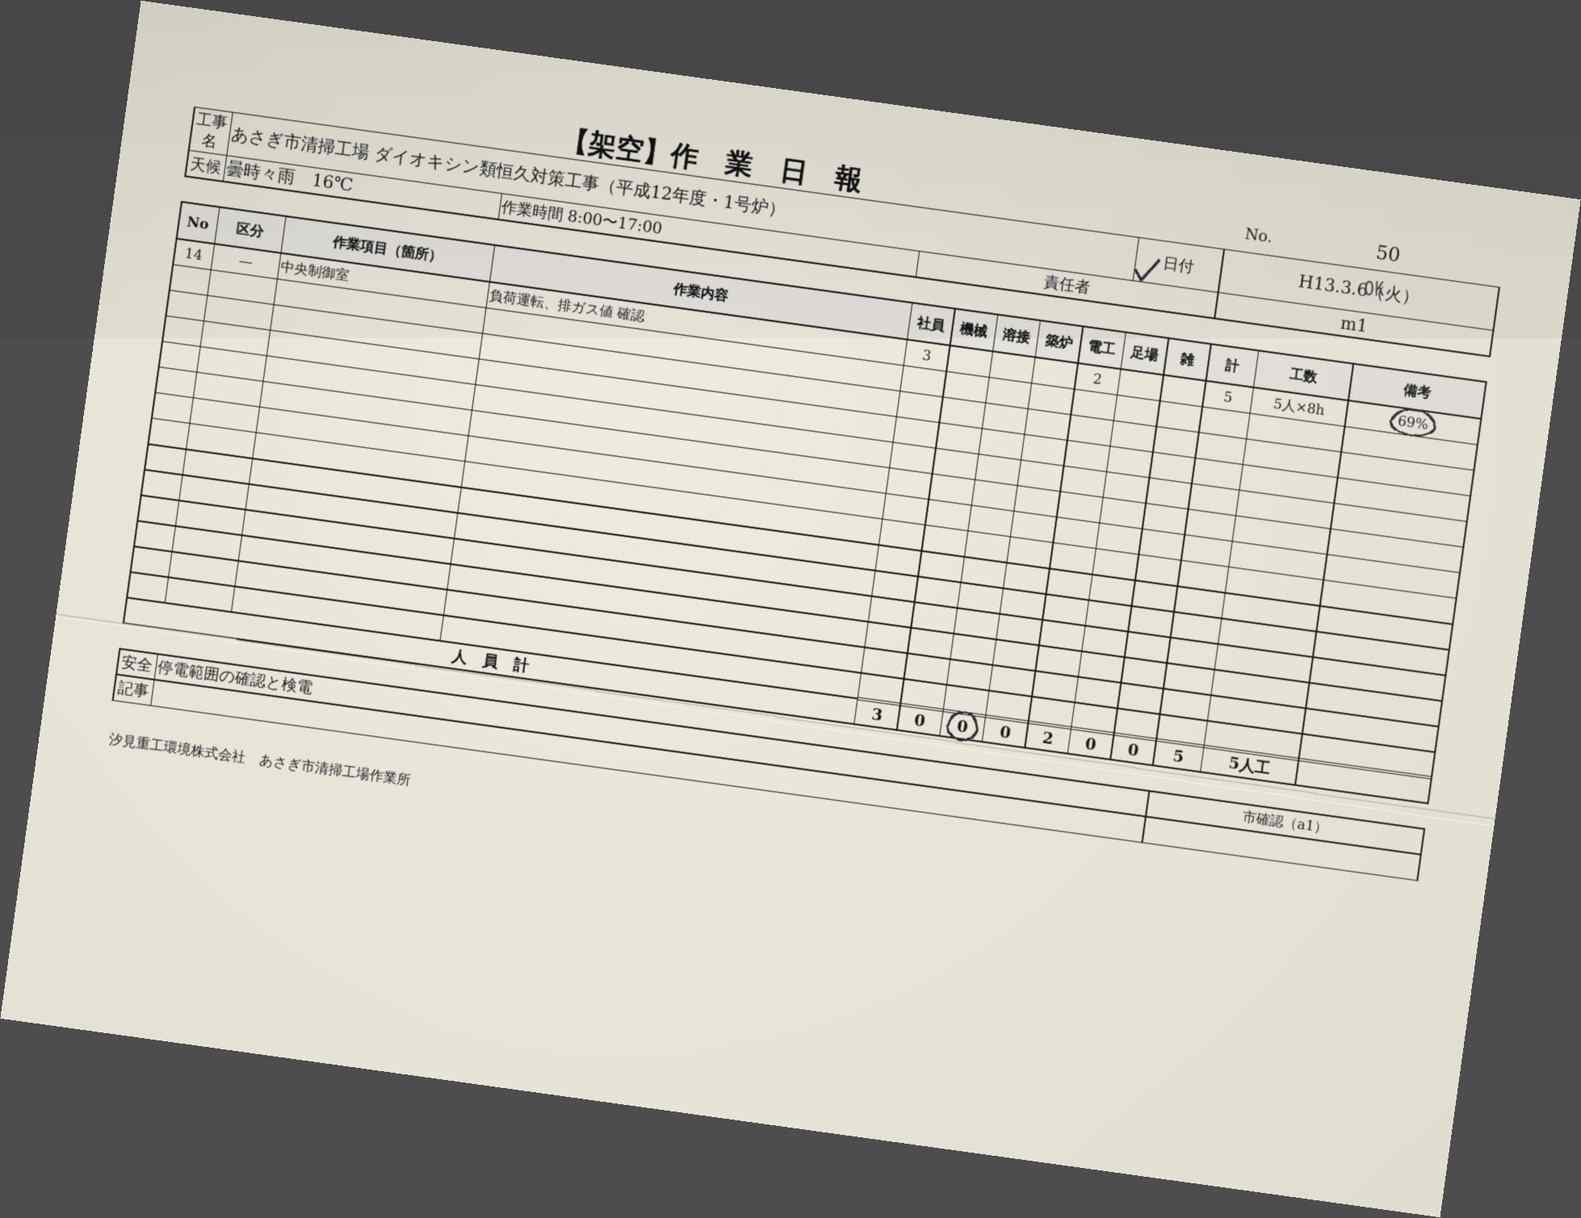 【架空】作　業　日　報
No.　50
工事名 あさぎ市清掃工場 ダイオキシン類恒久対策工事（平成12年度・1号炉） 日付 H13.3.6（火） OK
天候 曇時々雨　16℃ 作業時間 8:00〜17:00 責任者 m1
No 区分 作業項目（箇所） 作業内容 社員 機械 溶接 築炉 電工 足場 雑 計 工数 備考
14 — 中央制御室 負荷運転、排ガス値 確認 3 2 5 5人×8h 69%
人　員　計 3 0 0 0 2 0 0 5 5人工
安全 停電範囲の確認と検電 市確認（a1）
記事
汐見重工環境株式会社　あさぎ市清掃工場作業所